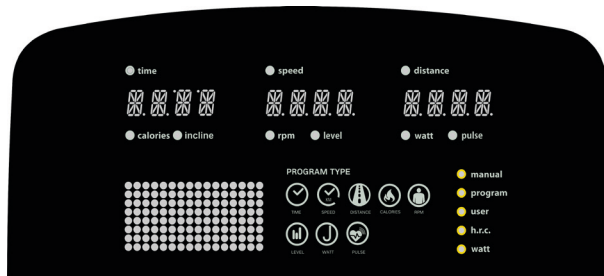 time speed distance
calories incline rpm level watt pulse
PROGRAM TYPE
manual
program
user
h.r.c.
watt
KM
TIME SPEED DISTANCE CALORIES RPM
LEVEL WATT PULSE